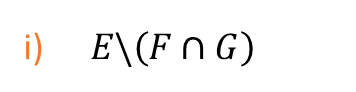 i) E\(F ∩ G)